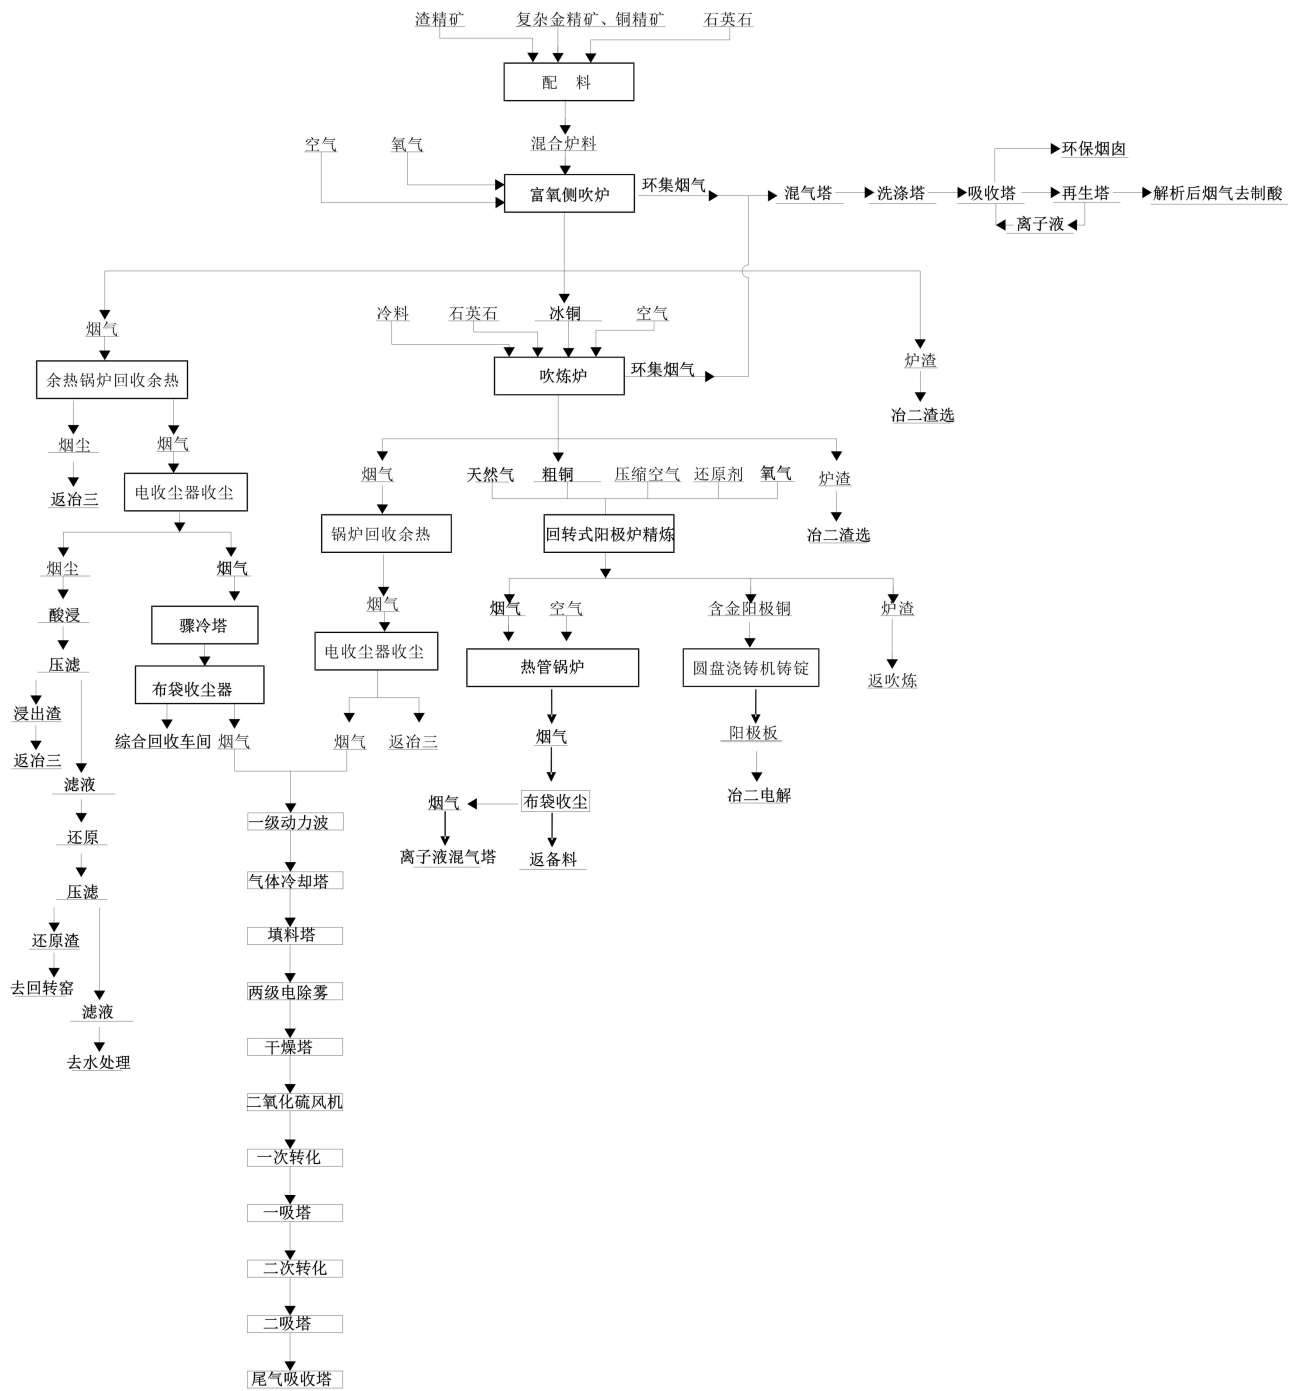 渣精矿
复杂金精矿、铜精矿
石英石
配 料
混合炉料
空气
氧气
富氧侧吹炉
环集烟气
混气塔
洗涤塔
吸收塔
再生塔
解析后烟气去制酸
环保烟囱
离子液
烟气
冷料
石英石
冰铜
空气
炉渣
余热锅炉回收余热
吹炼炉
环集烟气
冶二渣选
烟尘
烟气
返冶三
电收尘器收尘
烟气
天然气
粗铜
压缩空气
还原剂
氧气
炉渣
锅炉回收余热
回转式阳极炉精炼
冶二渣选
烟尘
烟气
酸浸
骤冷塔
压滤
布袋收尘器
浸出渣
返冶三
综合回收车间
烟气
滤液
还原
压滤
还原渣
去回转窑
滤液
去水处理
烟气
电收尘器收尘
烟气
返冶三
烟气
空气
含金阳极铜
炉渣
热管锅炉
圆盘浇铸机铸锭
返吹炼
烟气
阳极板
布袋收尘
冶二电解
烟气
离子液混气塔
返备料
一级动力波
气体冷却塔
填料塔
两级电除雾
干燥塔
二氧化硫风机
一次转化
一吸塔
二次转化
二吸塔
尾气吸收塔